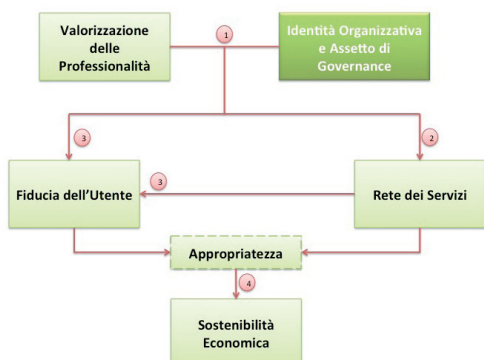 Valorizzazione
delle
Professionalità
1
Identità Organizzativa
e Assetto di
Governance
3
2
Fiducia dell'Utente
3
Rete dei Servizi
Appropriatezza
4
Sostenibilità
Economica